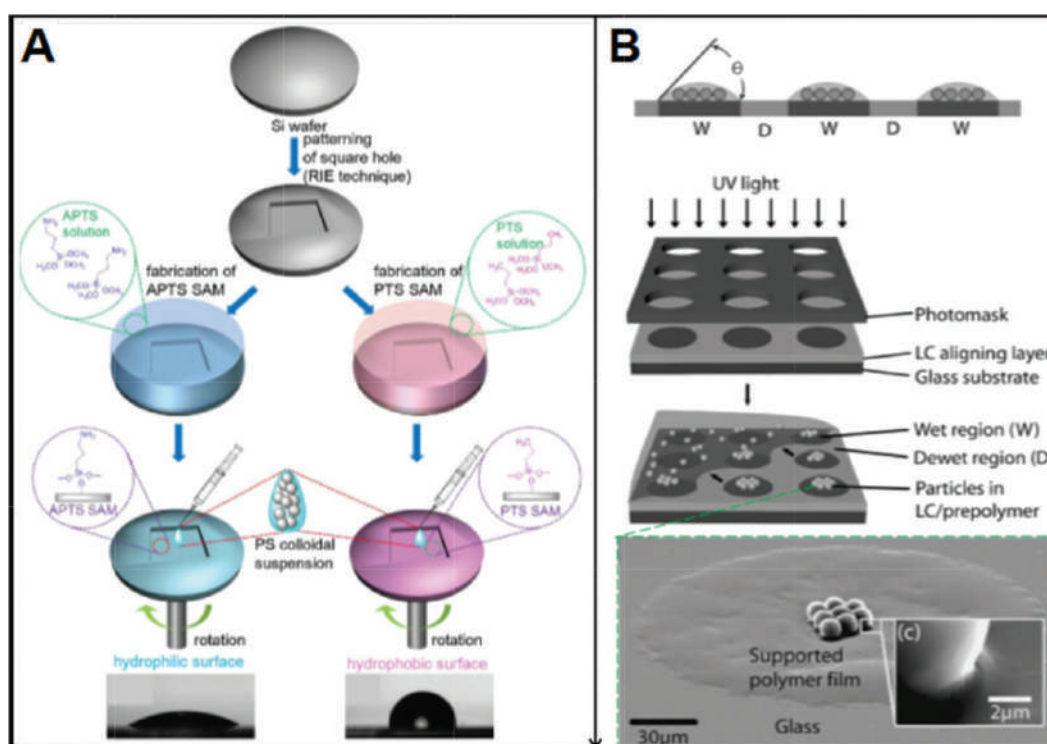 A
Si wafer
patterning
of square hole
(RIE technique)
APTS
solution
PTS
solution
fabrication of
APTS SAM
fabrication of
PTS SAM
APTS SAM
PS colloidal
suspension
PTS SAM
rotation
rotation
hydrophilic surface
hydrophobic surface
B
θ
W D W D W
UV light
Photomask
LC aligning layer
Glass substrate
Wet region (W)
Dewet region (D
Particles in
LC/prepolymer
(c)
Supported
polymer film
2µm
30µm
Glass